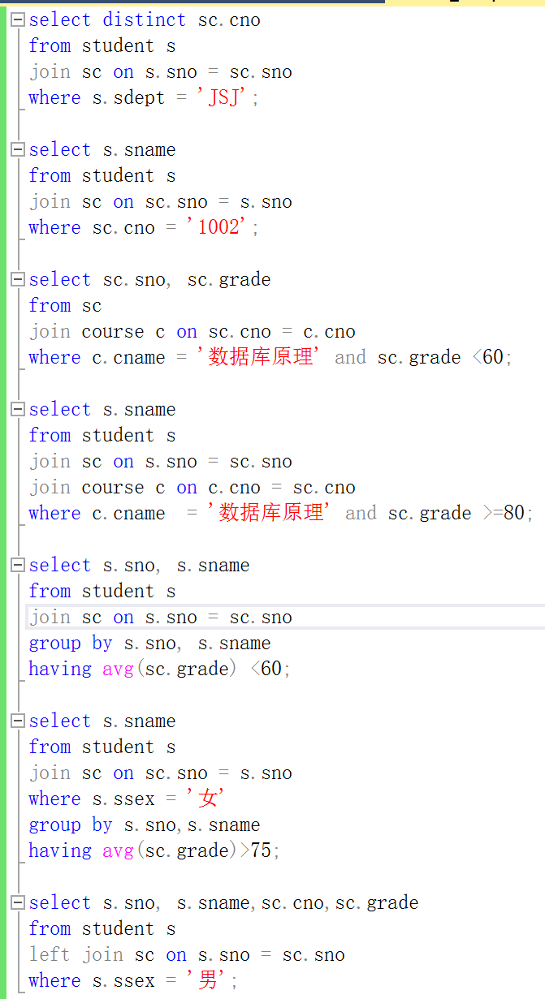 select distinct sc.cno
from student s
join sc on s.sno = sc.sno
where s.sdept = 'JSJ';
select s.sname
from student s
join sc on sc.sno = s.sno
where sc.cno = '1002';
select sc.sno, sc.grade
from sc
join course c on sc.cno = c.cno
where c.cname = '数据库原理' and sc.grade <60;
select s.sname
from student s
join sc on s.sno = sc.sno
join course c on c.cno = sc.cno
where c.cname  = '数据库原理' and sc.grade >=80;
select s.sno, s.sname
from student s
join sc on s.sno = sc.sno
group by s.sno, s.sname
having avg(sc.grade) <60;
select s.sname
from student s
join sc on sc.sno = s.sno
where s.ssex = '女'
group by s.sno,s.sname
having avg(sc.grade)>75;
select s.sno, s.sname,sc.cno,sc.grade
from student s
left join sc on s.sno = sc.sno
where s.ssex = '男';